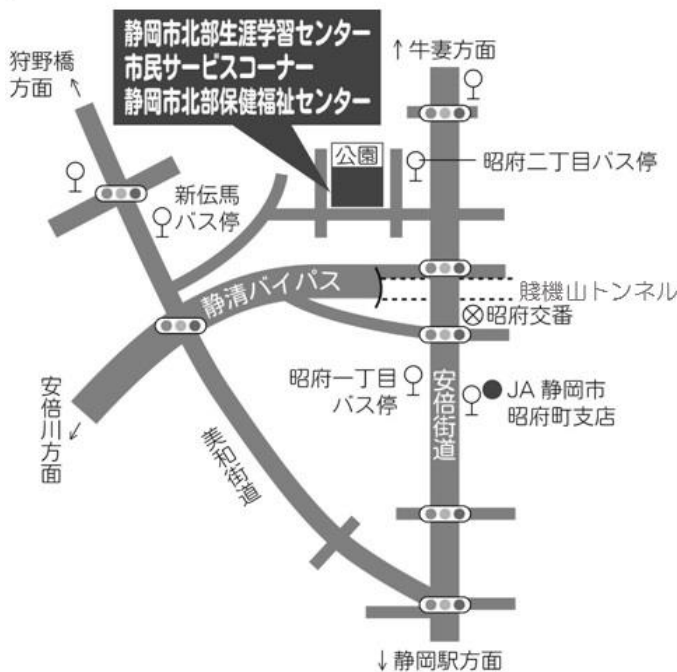 静岡市北部生涯学習センター
市民サービスコーナー
静岡市北部保健福祉センター
↑牛妻方面
狩野橋
方面
公園
昭府二丁目バス停
新伝馬
バス停
静清バイパス
賤機山トンネル
昭府交番
昭府一丁目
バス停
安倍街道
JA 静岡市
昭府町支店
安倍川方面
美和街道
↓静岡駅方面